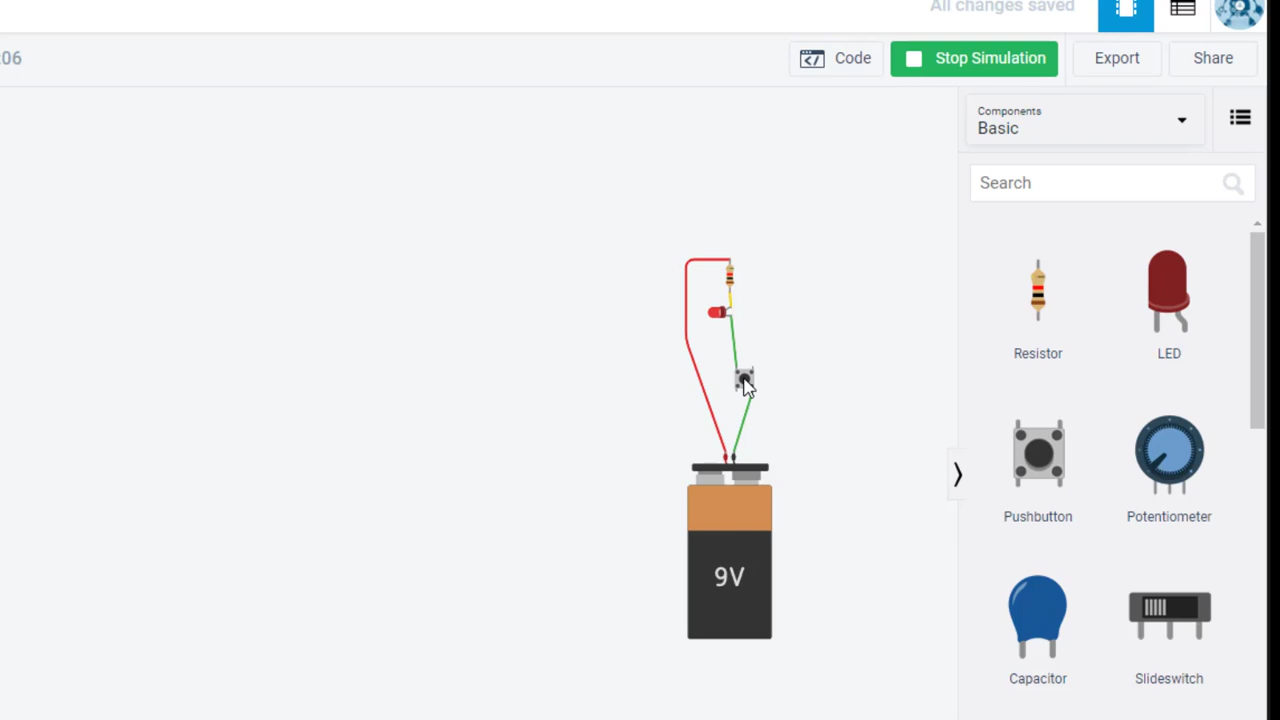 All changes saved
:06
Code
Stop Simulation
Export
Share
Components
Basic
Search
Resistor
LED
Pushbutton
Potentiometer
Capacitor
Slideswitch
9V